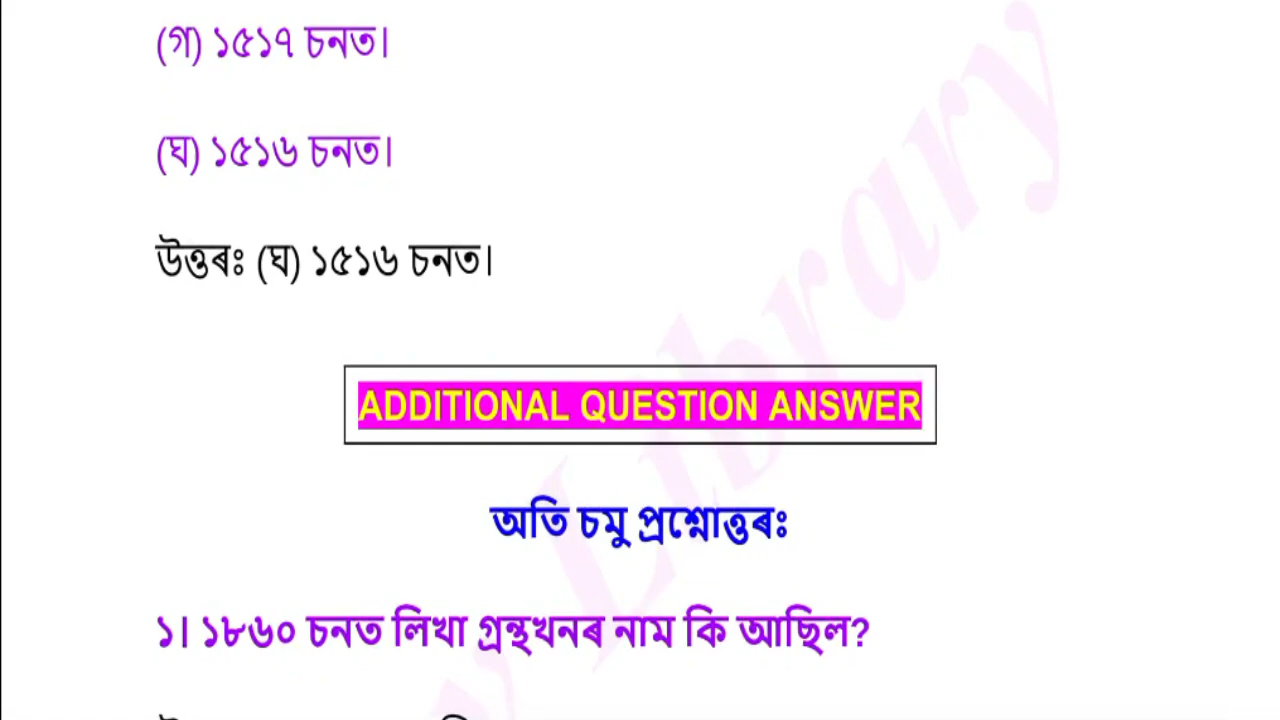 (গ) ১৫১৭ চনত।
(ঘ) ১৫১৬ চনত।
উত্তৰঃ (ঘ) ১৫১৬ চনত।
ADDITIONAL QUESTION ANSWER
অতি চমু প্ৰশ্নোত্তৰঃ
১। ১৮৬০ চনত লিখা গ্ৰন্থখনৰ নাম কি আছিল?
Library